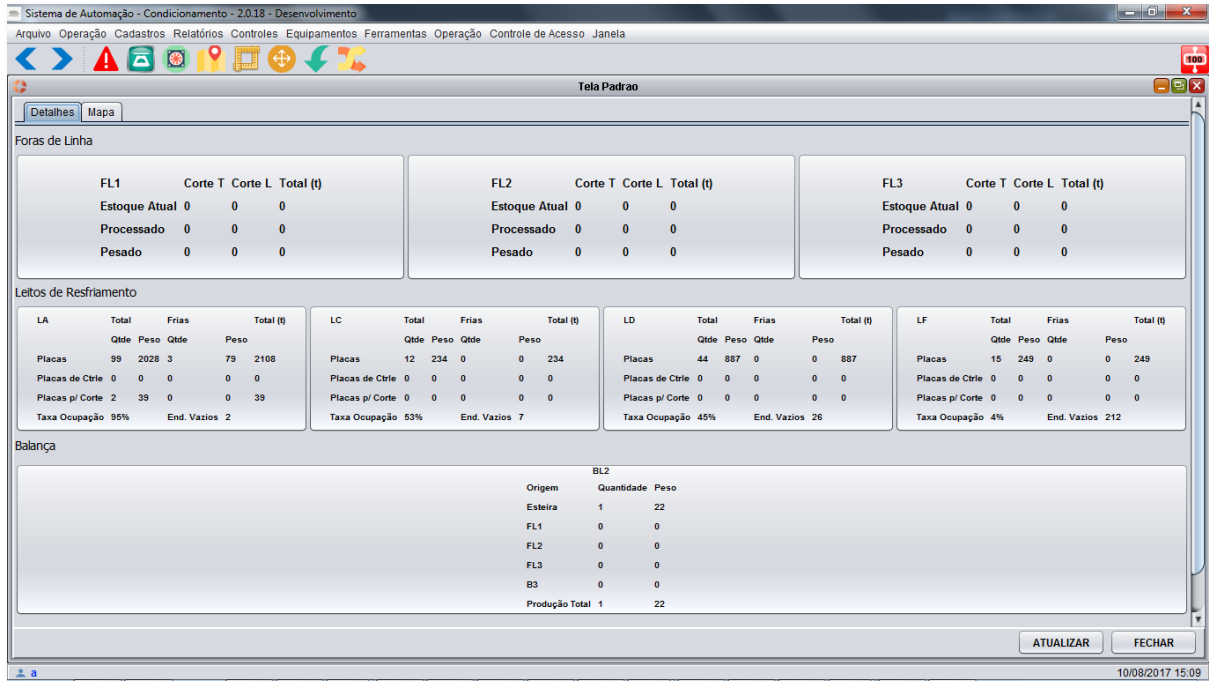 Sistema de Automação - Condicionamento - 2.0.18 - Desenvolvimento
Arquivo Operação Cadastros Relatórios Controles Equipamentos Ferramentas Operação Controle de Acesso Janela
100
Tela Padrao
Detalhes Mapa
Foras de Linha
FL1 Corte T Corte L Total (t)
Estoque Atual 0 0 0
Processado 0 0 0
Pesado 0 0 0
FL2 Corte T Corte L Total (t)
Estoque Atual 0 0 0
Processado 0 0 0
Pesado 0 0 0
FL3 Corte T Corte L Total (t)
Estoque Atual 0 0 0
Processado 0 0 0
Pesado 0 0 0
Leitos de Resfriamento
LA Total Frias Total (t)
Qtde Peso Qtde Peso
Placas 99 2028 3 79 2108
Placas de Ctrle 0 0 0 0 0
Placas p/ Corte 2 39 0 0 39
Taxa Ocupação 95% End. Vazios 2
LC Total Frias Total (t)
Qtde Peso Qtde Peso
Placas 12 234 0 0 234
Placas de Ctrle 0 0 0 0 0
Placas p/ Corte 0 0 0 0 0
Taxa Ocupação 53% End. Vazios 7
LD Total Frias Total (t)
Qtde Peso Qtde Peso
Placas 44 887 0 0 887
Placas de Ctrle 0 0 0 0 0
Placas p/ Corte 0 0 0 0 0
Taxa Ocupação 45% End. Vazios 26
LF Total Frias Total (t)
Qtde Peso Qtde Peso
Placas 15 249 0 0 249
Placas de Ctrle 0 0 0 0 0
Placas p/ Corte 0 0 0 0 0
Taxa Ocupação 4% End. Vazios 212
Balança
BL2
Origem Quantidade Peso
Esteira 1 22
FL1 0 0
FL2 0 0
FL3 0 0
B3 0 0
Produção Total 1 22
ATUALIZAR FECHAR
a 10/08/2017 15:09